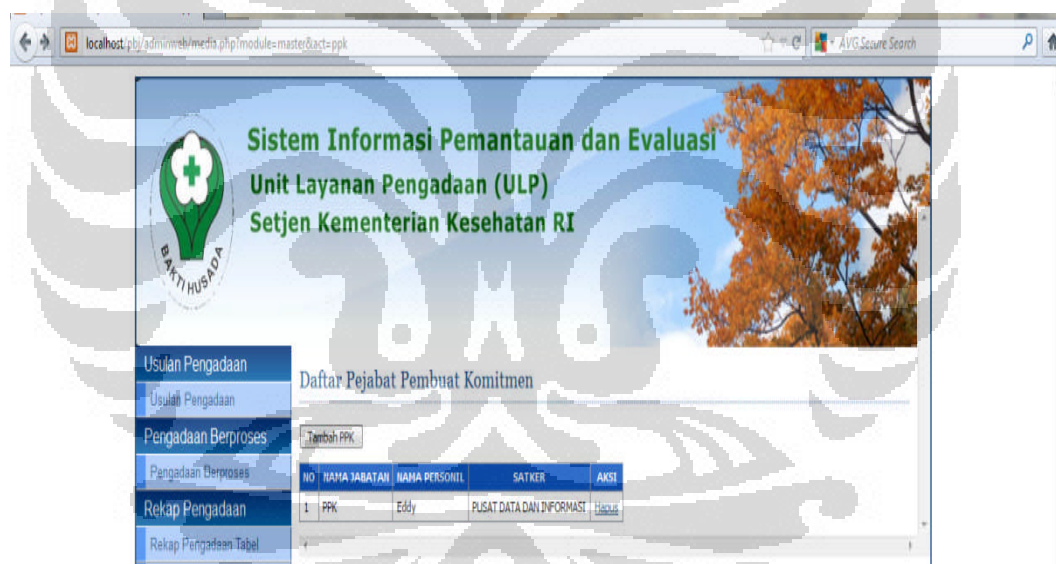 localhost/pbj/adminweb/media.php?module=master&act=ppk
AVG Secure Search
Sistem Informasi Pemantauan dan Evaluasi
Unit Layanan Pengadaan (ULP)
Setjen Kementerian Kesehatan RI
BAKTI HUSADA
Usulan Pengadaan
Usulan Pengadaan
Pengadaan Berproses
Pengadaan Berproses
Rekap Pengadaan
Rekap Pengadaan Tabel
Daftar Pejabat Pembuat Komitmen
Tambah PPK
NO NAMA JABATAN NAMA PERSONIL SATKER AKSI
1 PPK Eddy PUSAT DATA DAN INFORMASI Hapus